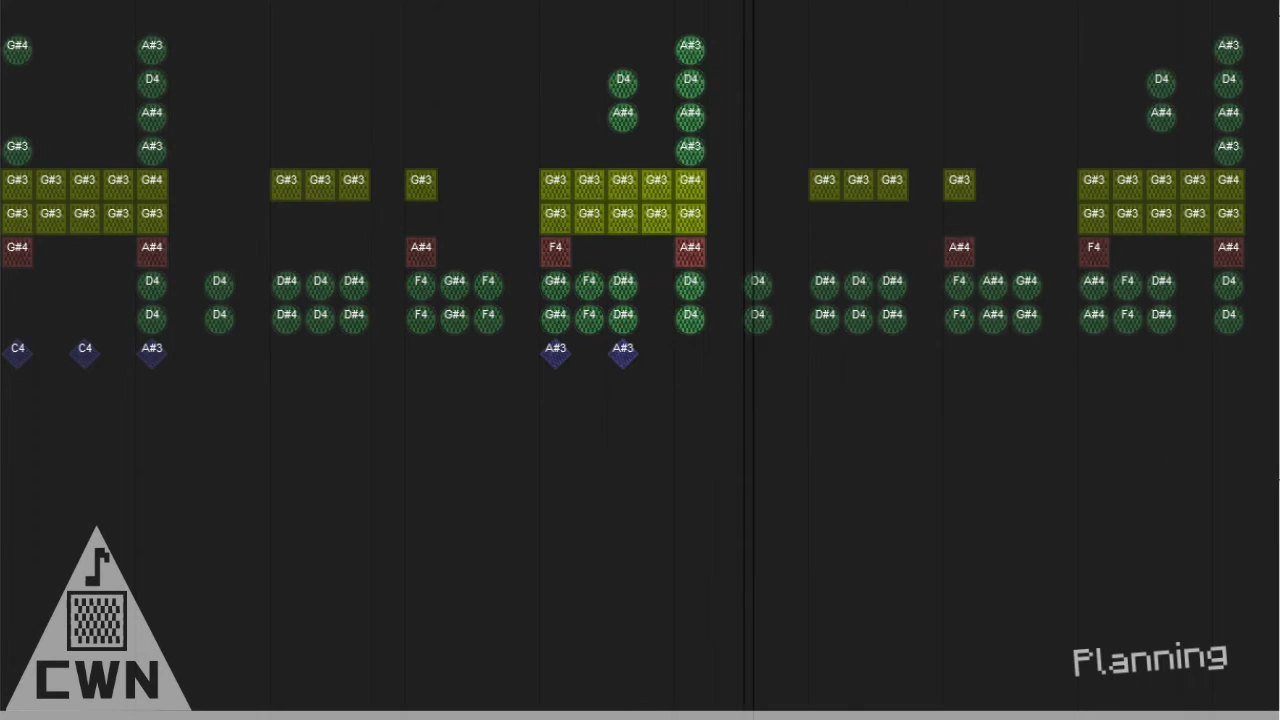 G#4 A#3 A#3 A#3
D4 D4 D4 D4 D4
A#4 A#4 A#4 A#4 A#4
G#3 A#3 A#3 A#3
G#3 G#3 G#3 G#3 G#4 G#3 G#3 G#3 G#3 G#3 G#3 G#3 G#3 G#4 G#3 G#3 G#3 G#3 G#3 G#3 G#3 G#3 G#4
G#3 G#3 G#3 G#3 G#3 G#3 G#3 G#3 G#3 G#3 G#3 G#3 G#3 G#3 G#3
G#4 A#4 A#4 F4 A#4 A#4 F4 A#4
D4 D4 D#4 D4 D#4 F4 G#4 F4 G#4 F4 D#4 D4 D4 D#4 D4 D#4 F4 A#4 G#4 A#4 F4 D#4 D4
D4 D4 D#4 D4 D#4 F4 G#4 F4 G#4 F4 D#4 D4 D4 D#4 D4 D#4 F4 A#4 G#4 A#4 F4 D#4 D4
C4 C4 A#3 A#3 A#3
CWN
Planning